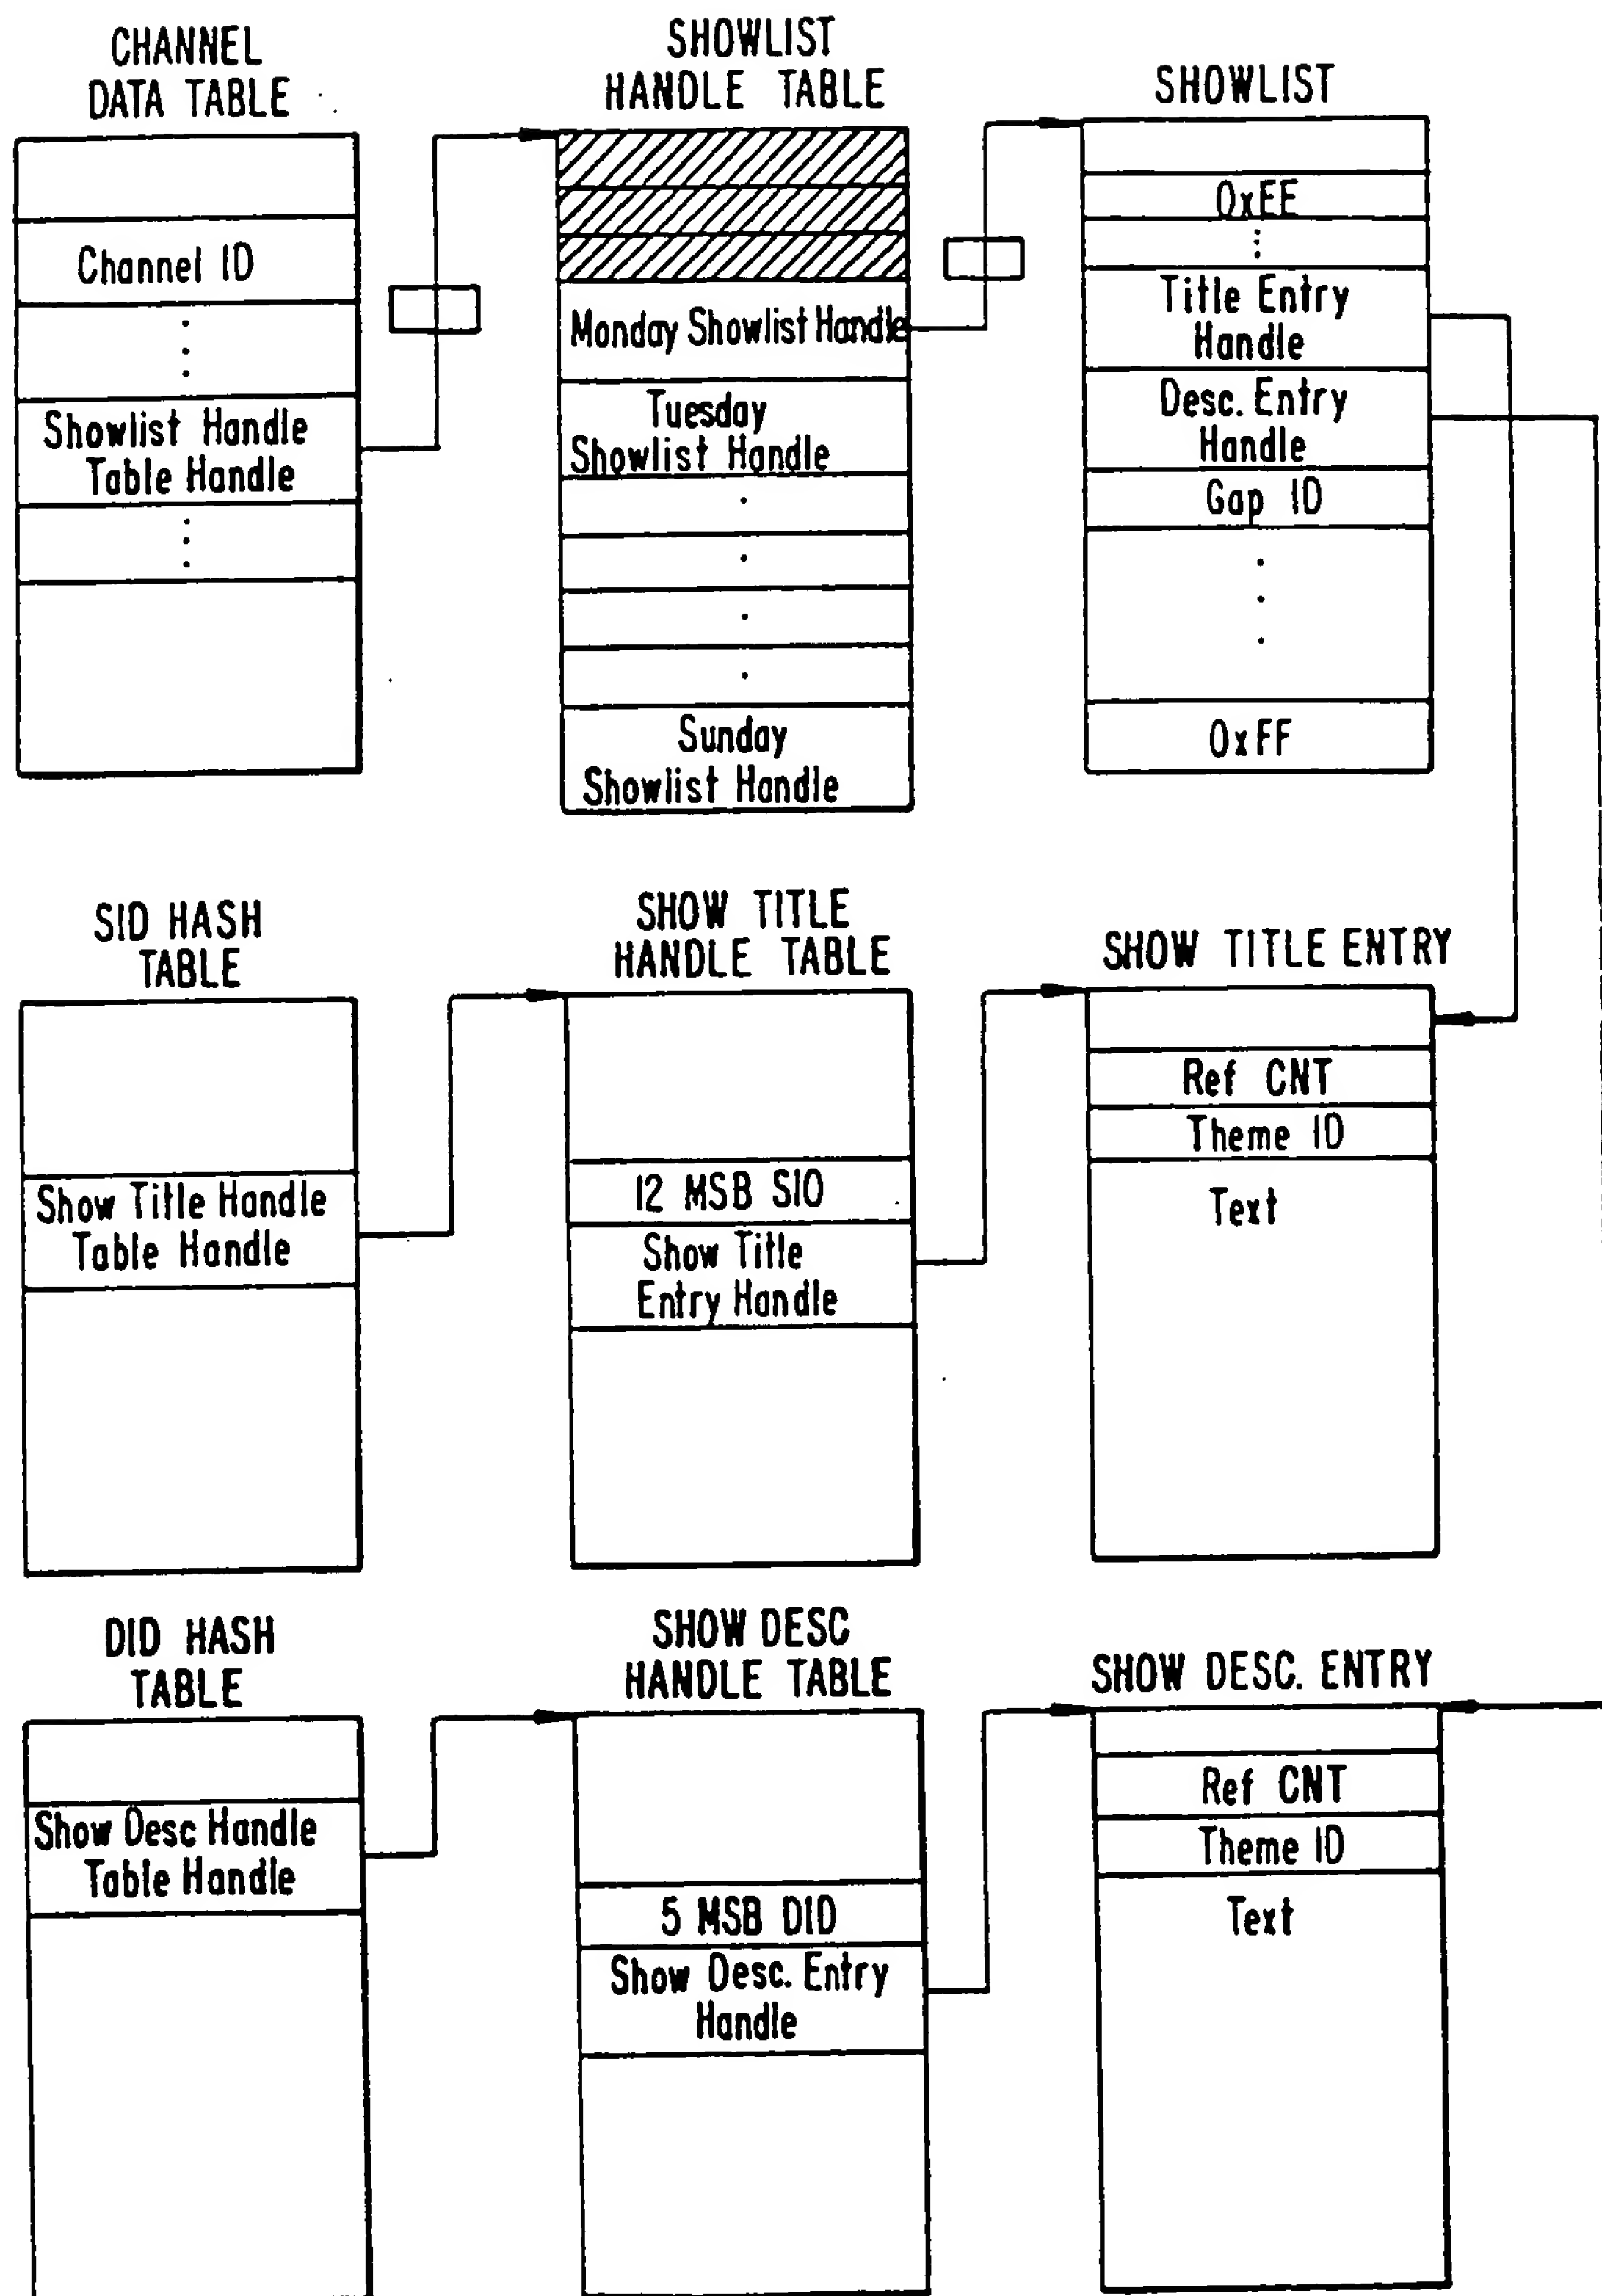 CHANNEL
DATA TABLE
Channel ID
Showlist Handle
Table Handle
SHOWLIST
HANDLE TABLE
Monday Showlist Handle
Tuesday
Showlist Handle
Sunday
Showlist Handle
SHOWLIST
0xEE
Title Entry
Handle
Desc. Entry
Handle
Gap ID
0xFF
SID HASH
TABLE
Show Title Handle
Table Handle
SHOW TITLE
HANDLE TABLE
12 MSB SID
Show Title
Entry Handle
SHOW TITLE ENTRY
Ref CNT
Theme ID
Text
DID HASH
TABLE
Show Desc Handle
Table Handle
SHOW DESC
HANDLE TABLE
5 MSB DID
Show Desc. Entry
Handle
SHOW DESC. ENTRY
Ref CNT
Theme ID
Text